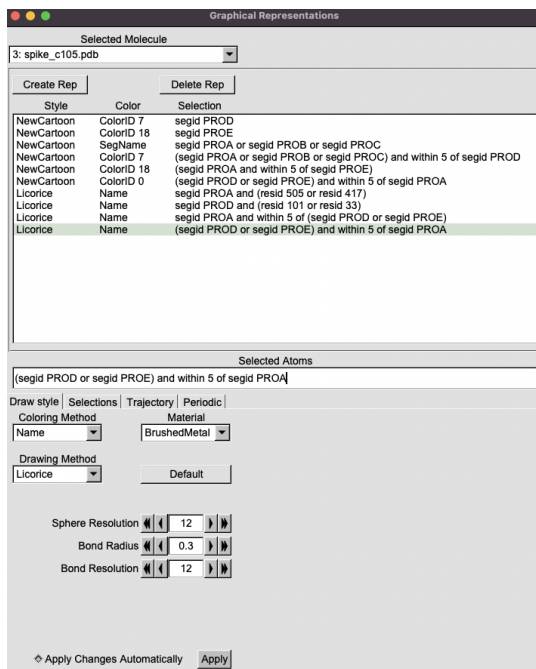 Graphical Representations
Selected Molecule
3: spike_c105.pdb
Create Rep Delete Rep
Style Color Selection
NewCartoon ColorID 7 segid PROD
NewCartoon ColorID 18 segid PROE
NewCartoon SegName segid PROA or segid PROB or segid PROC
NewCartoon ColorID 7 (segid PROA or segid PROB or segid PROC) and within 5 of segid PROD
NewCartoon ColorID 18 (segid PROA and within 5 of segid PROE)
NewCartoon ColorID 0 (segid PROD or segid PROE) and within 5 of segid PROA
Licorice Name segid PROA and (resid 505 or resid 417)
Licorice Name segid PROD and (resid 101 or resid 33)
Licorice Name segid PROA and within 5 of (segid PROD or segid PROE)
Licorice Name (segid PROD or segid PROE) and within 5 of segid PROA
Selected Atoms
(segid PROD or segid PROE) and within 5 of segid PROA
Draw style Selections Trajectory Periodic
Coloring Method Material
Name BrushedMetal
Drawing Method
Licorice Default
Sphere Resolution 12
Bond Radius 0.3
Bond Resolution 12
Apply Changes Automatically Apply